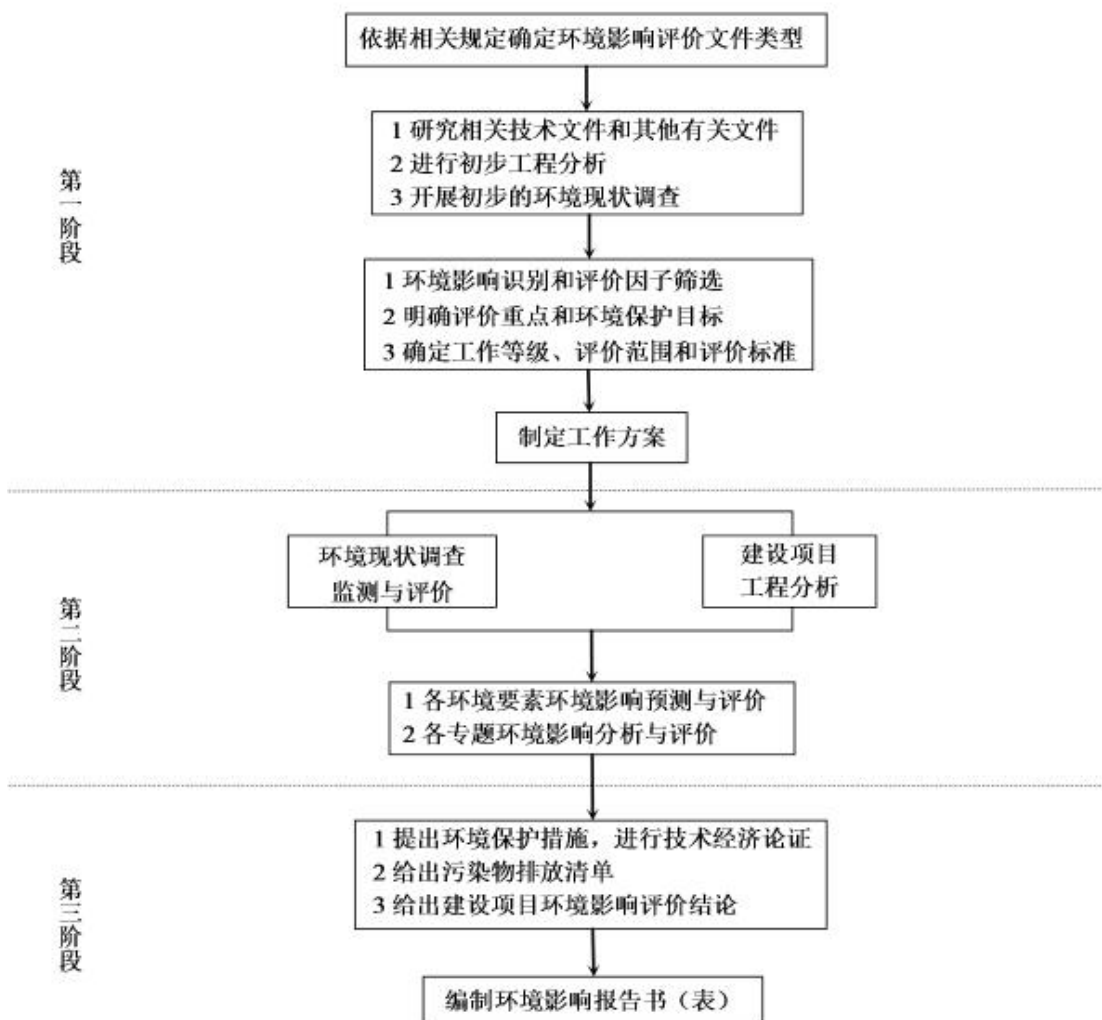 依据相关规定确定环境影响评价文件类型
1 研究相关技术文件和其他有关文件
2 进行初步工程分析
3 开展初步的环境现状调查
第一阶段
1 环境影响识别和评价因子筛选
2 明确评价重点和环境保护目标
3 确定工作等级、评价范围和评价标准
制定工作方案
环境现状调查
监测与评价
建设项目
工程分析
第二阶段
1 各环境要素环境影响预测与评价
2 各专题环境影响分析与评价
1 提出环境保护措施，进行技术经济论证
2 给出污染物排放清单
3 给出建设项目环境影响评价结论
第三阶段
编制环境影响报告书（表）